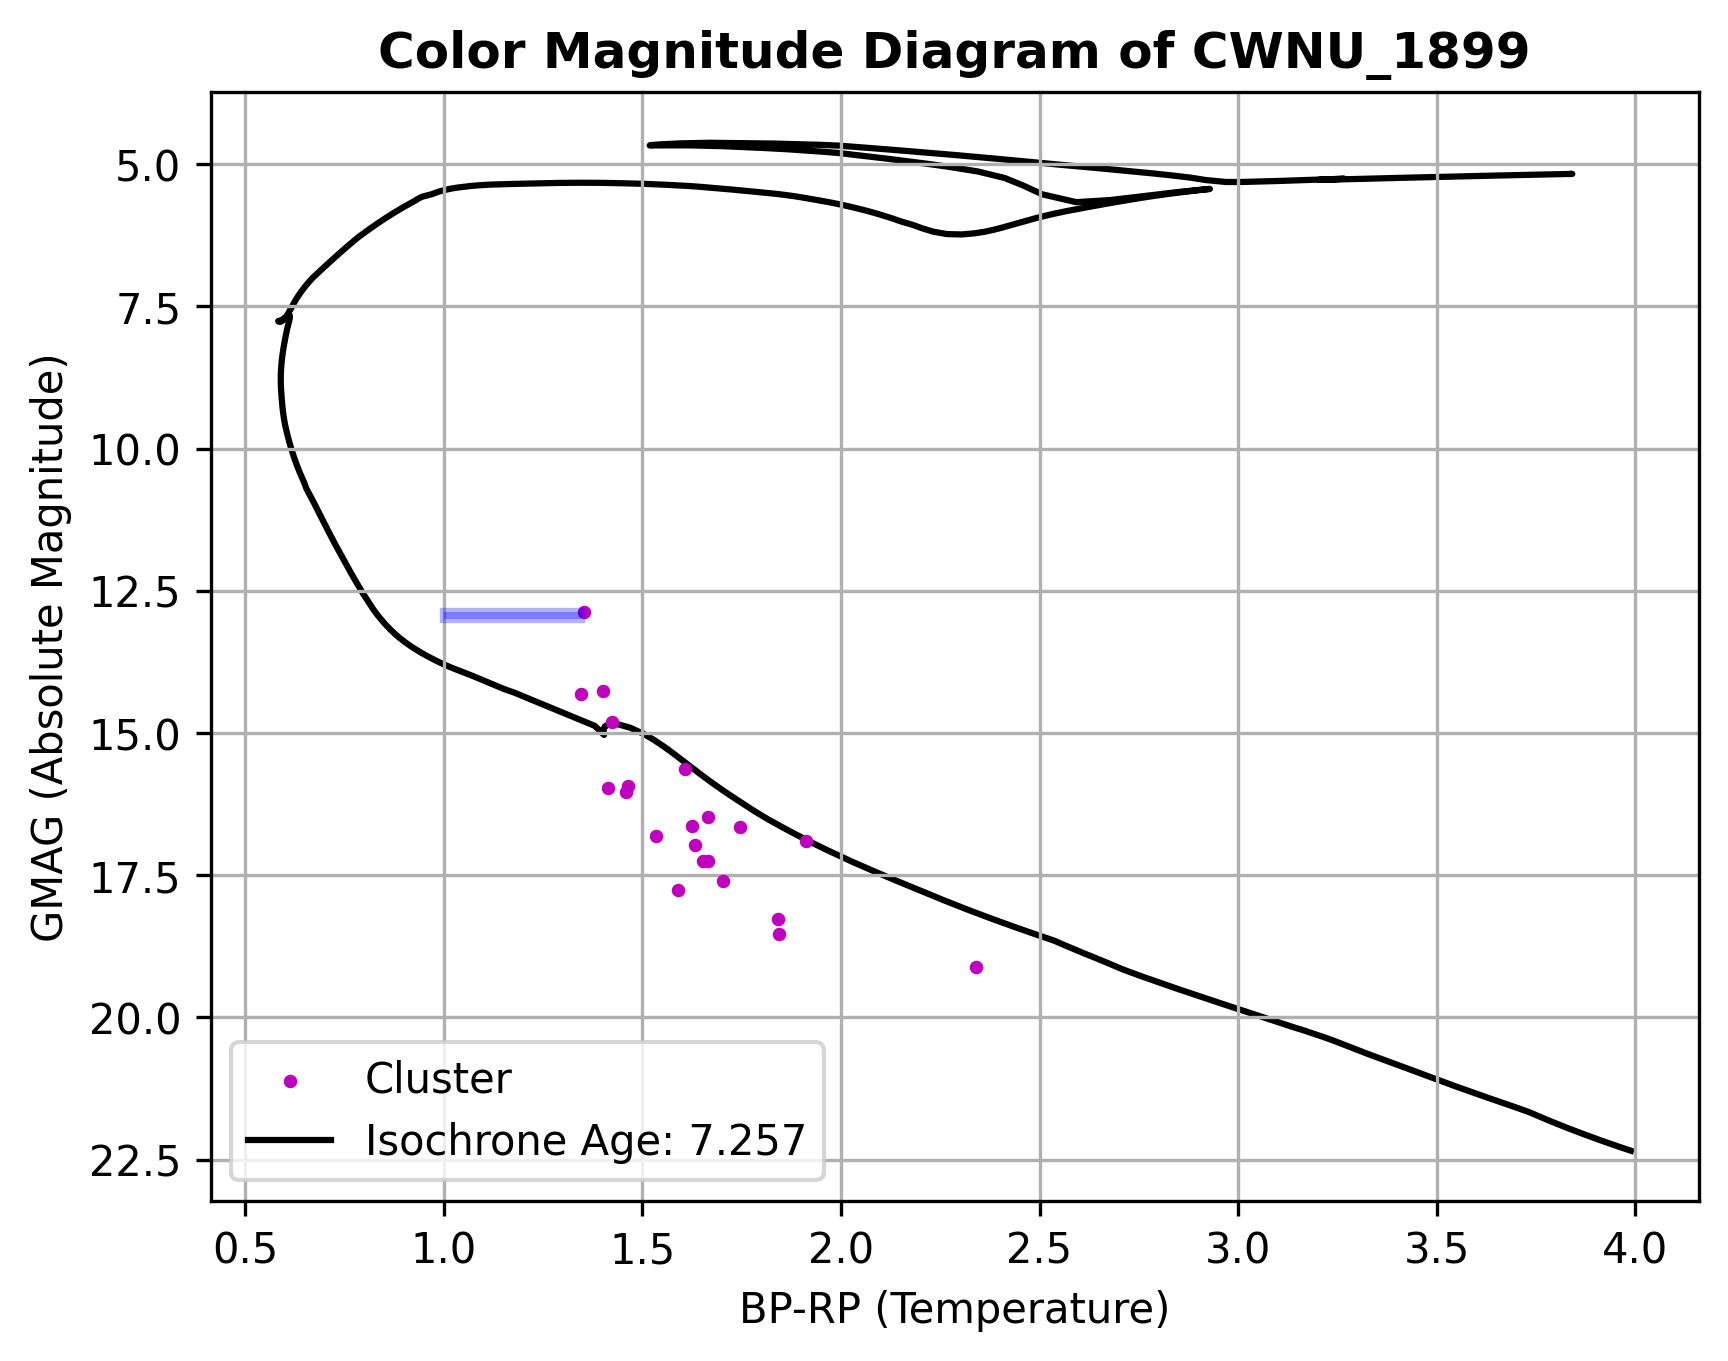 Color Magnitude Diagram of CWNU_1899
GMAG (Absolute Magnitude)
5.0
7.5
10.0
12.5
15.0
17.5
20.0
22.5
Cluster
Isochrone Age: 7.257
0.5 1.0 1.5 2.0 2.5 3.0 3.5 4.0
BP-RP (Temperature)